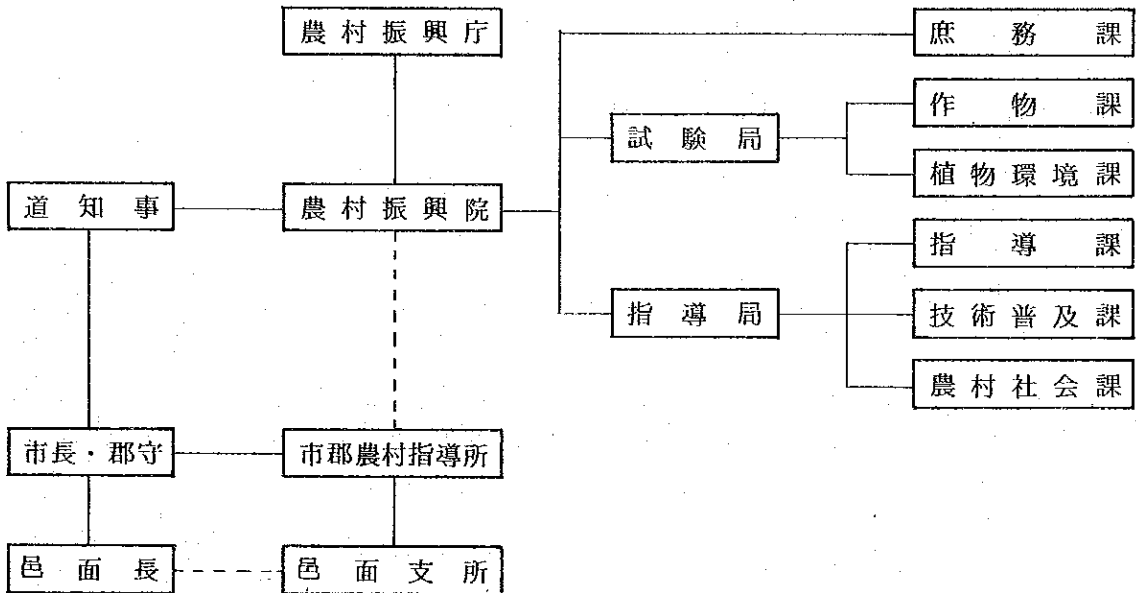 農村振興庁
庶務課
作物課
試験局
植物環境課
道知事
農村振興院
指導課
指導局
技術普及課
農村社会課
市長・郡守
市郡農村指導所
邑面長
邑面支所